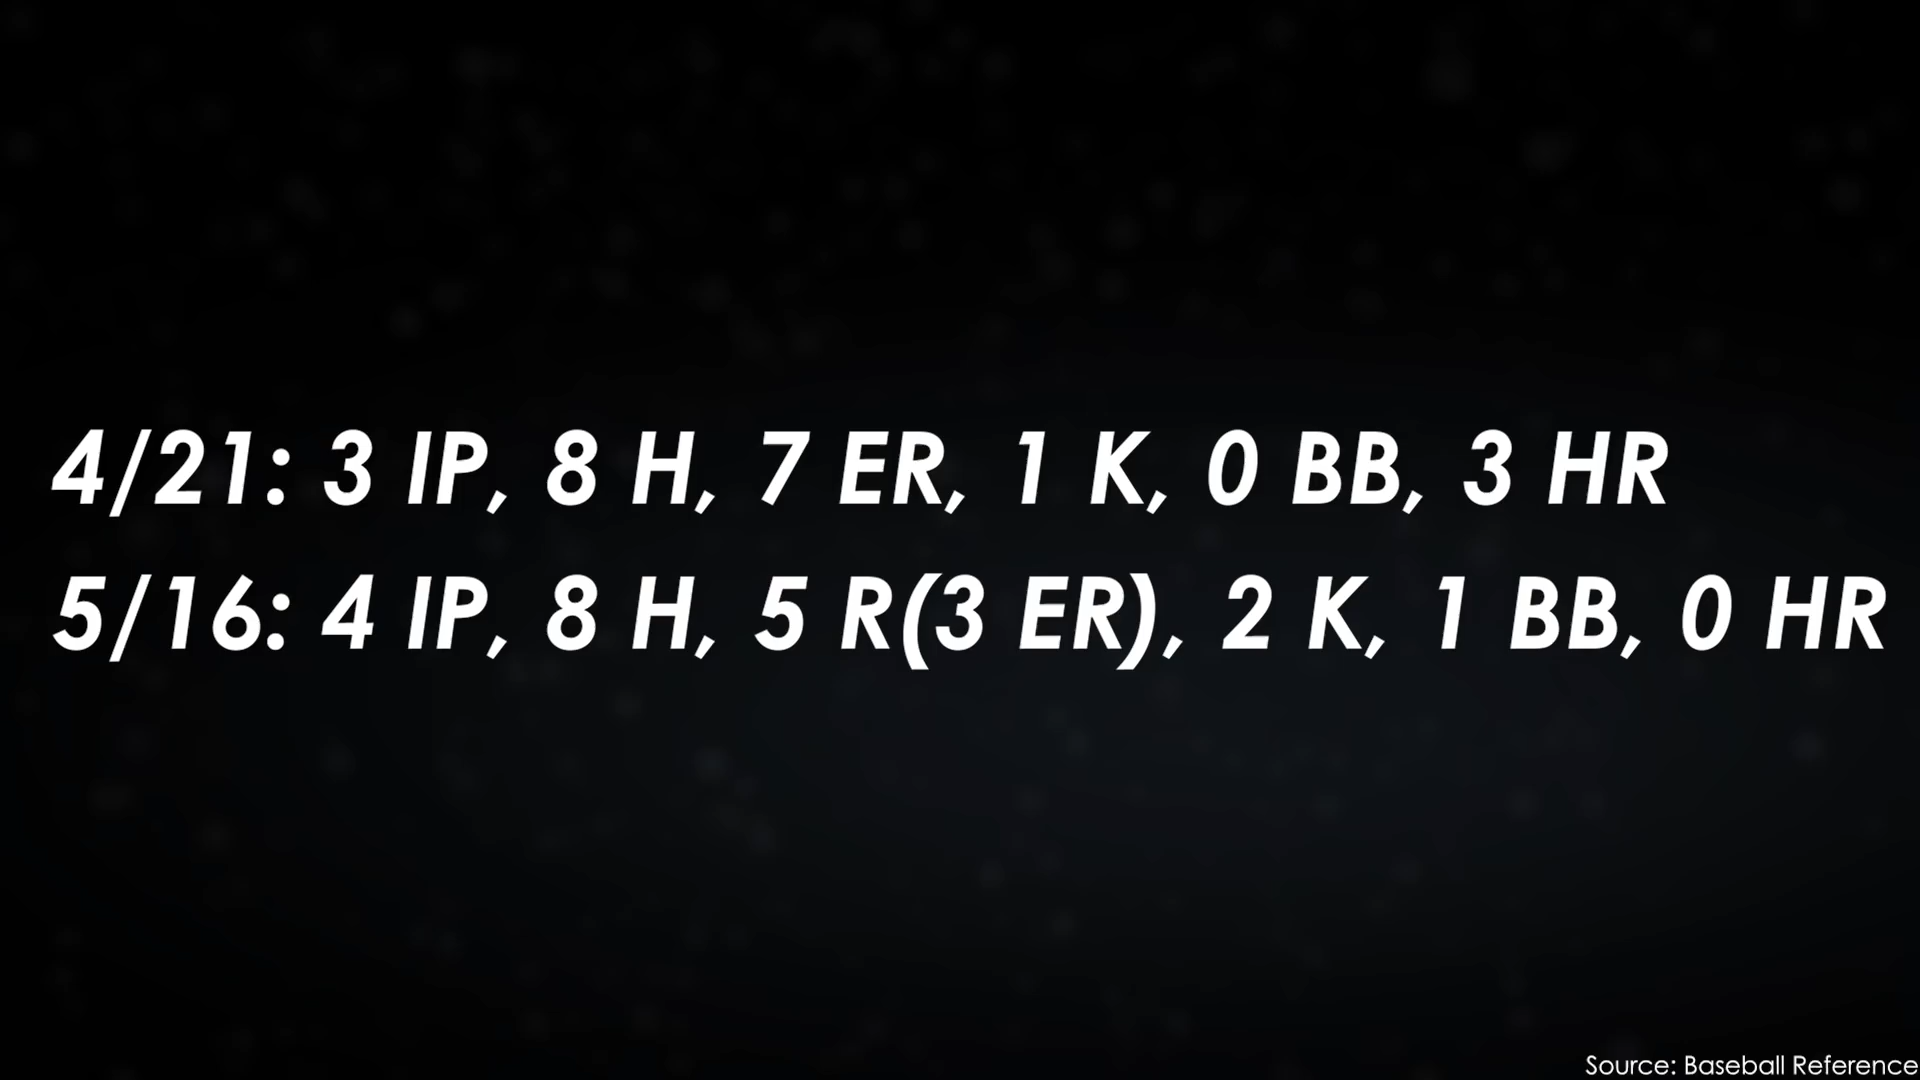 4/21: 3 IP, 8 H, 7 ER, 1 K, 0 BB, 3 HR
5/16: 4 IP, 8 H, 5 R(3 ER), 2 K, 1 BB, 0 HR
Source: Baseball Reference